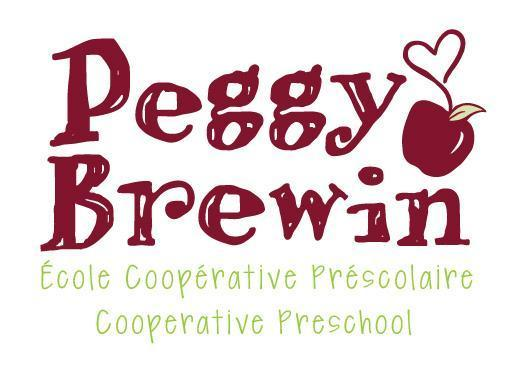 Peggy
Brewin
École Coopérative Préscolaire
Cooperative Preschool